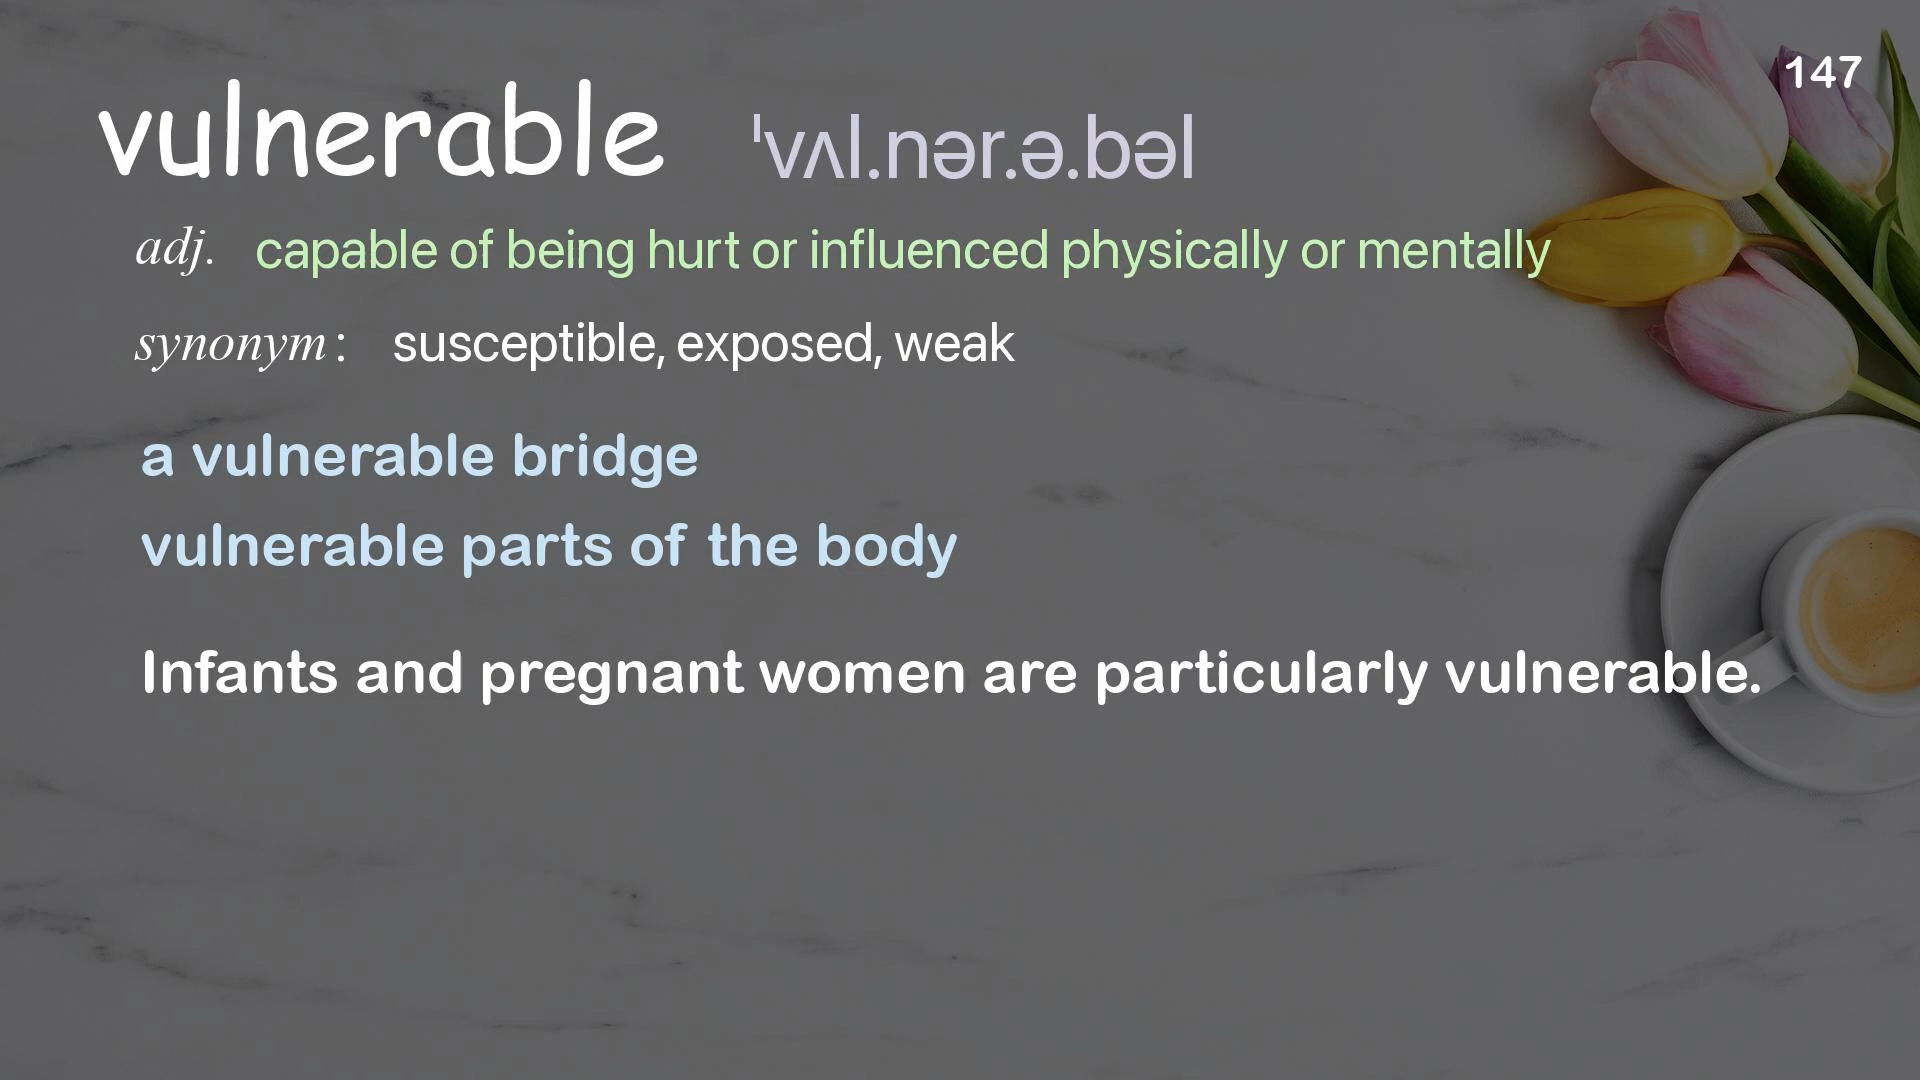 147
vulnerable ˈvʌl.nər.ə.bəl
adj. capable of being hurt or influenced physically or mentally
synonym : susceptible, exposed, weak
a vulnerable bridge
vulnerable parts of the body
Infants and pregnant women are particularly vulnerable.